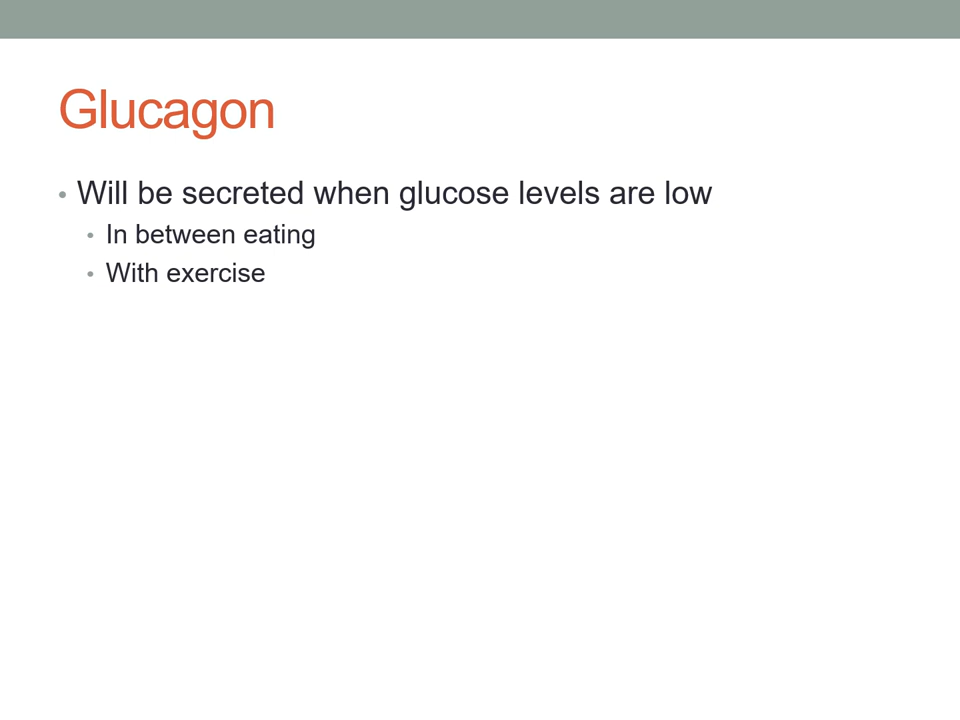 Glucagon
• Will be secreted when glucose levels are low
• In between eating
• With exercise